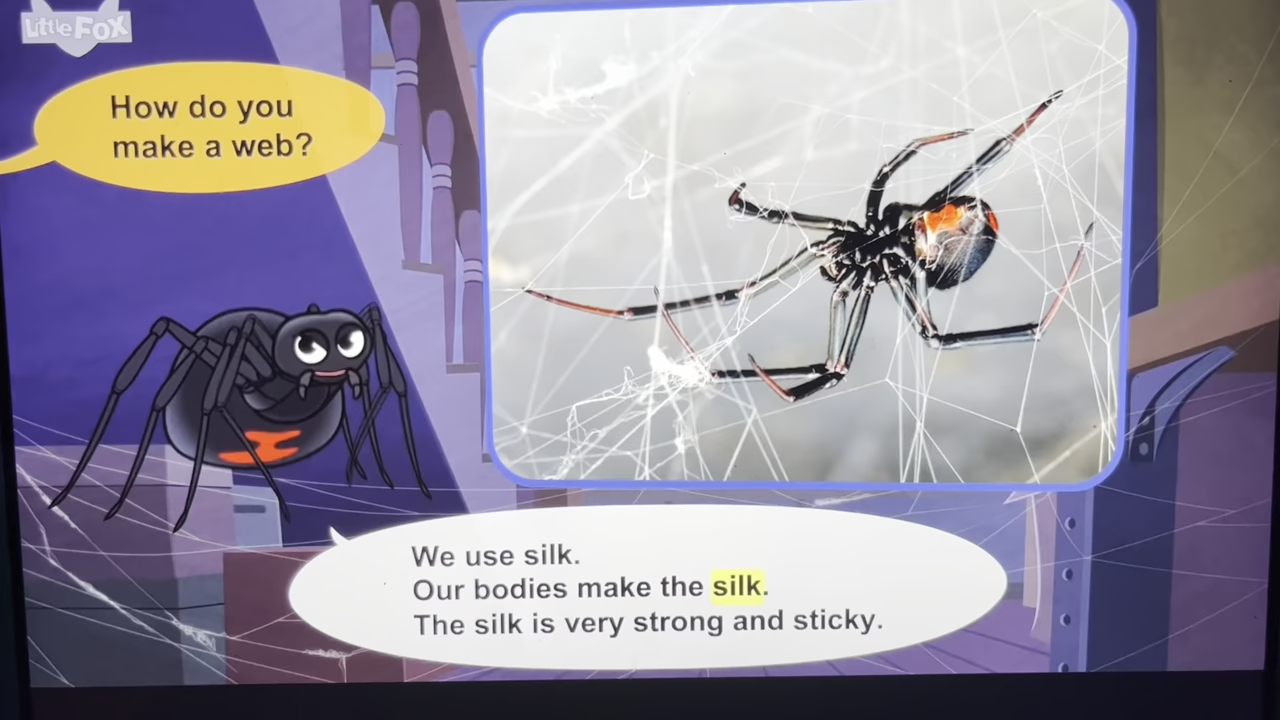 Little FOX
How do you
make a web?
We use silk.
Our bodies make the silk.
The silk is very strong and sticky.